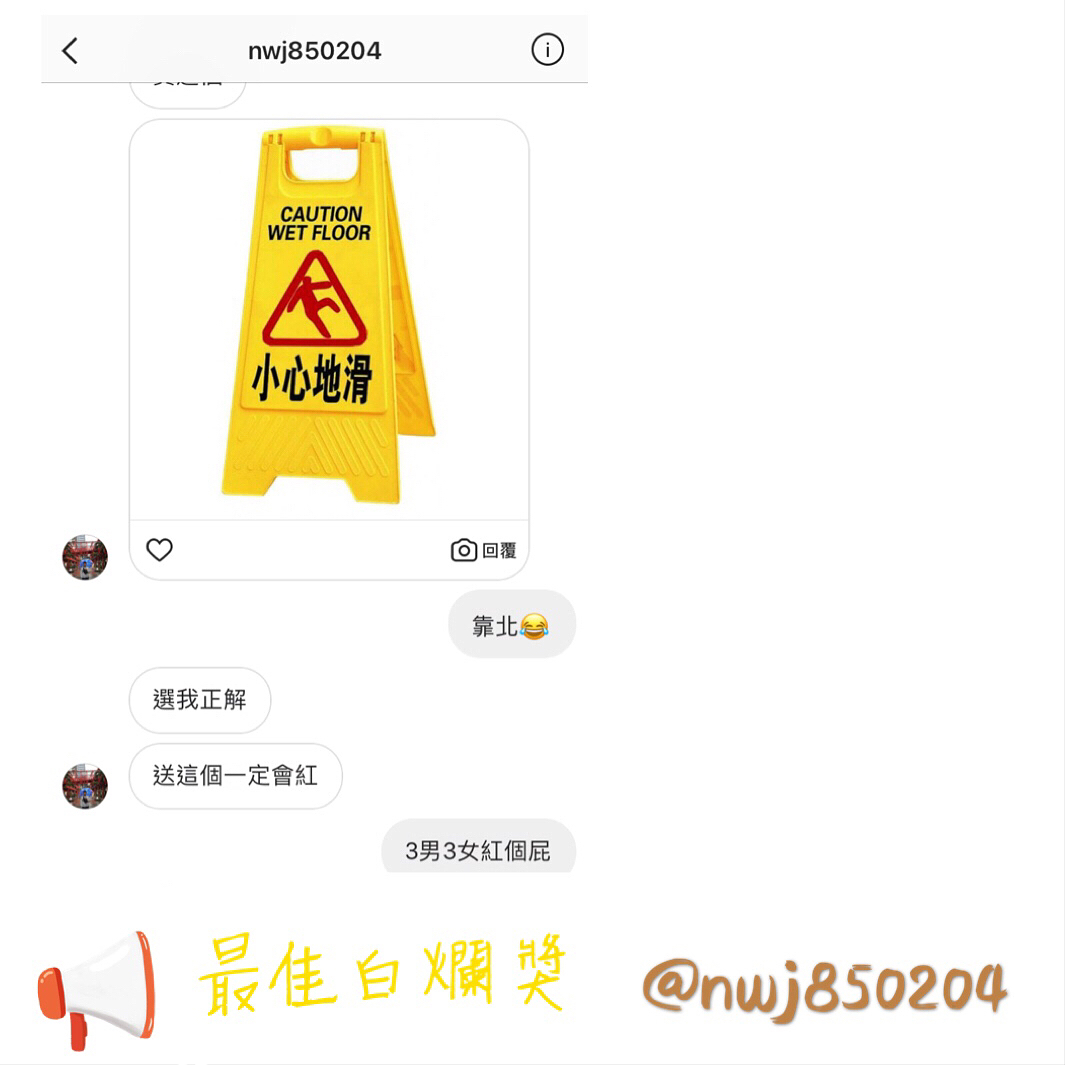 nwj850204
CAUTION
WET FLOOR
小心地滑
回覆
靠北😂
選我正解
送這個一定會紅
3男3女紅個屁
最佳白爛獎
@nwj850204